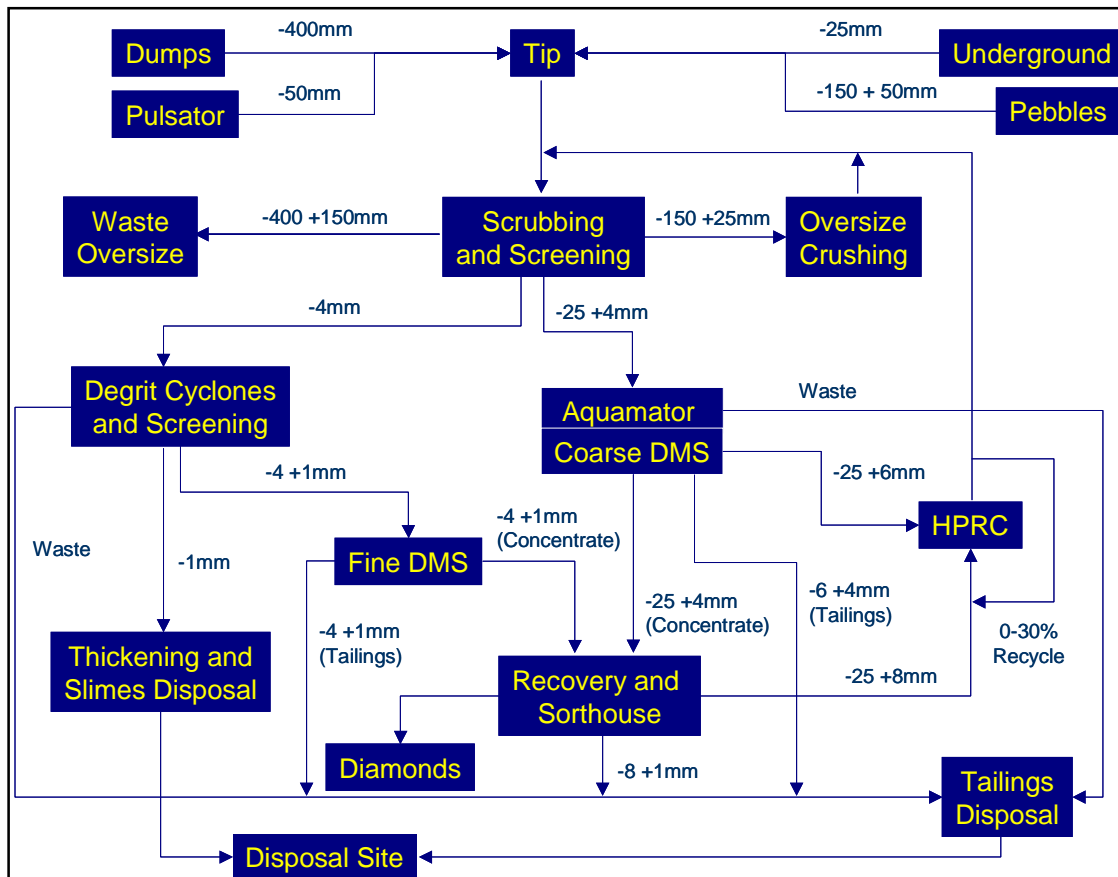 Dumps
-400mm
Tip
-25mm
Underground
Pulsator
-50mm
-150 + 50mm
Pebbles
Waste
Oversize
-400 +150mm
Scrubbing
and Screening
-150 +25mm
Oversize
Crushing
-4mm
-25 +4mm
Degrit Cyclones
and Screening
Aquamator
Coarse DMS
Waste
-4 +1mm
-25 +6mm
HPRC
Waste
-1mm
Fine DMS
-4 +1mm
(Concentrate)
-4 +1mm
(Tailings)
-25 +4mm
(Concentrate)
-6 +4mm
(Tailings)
0-30%
Recycle
Thickening and
Slimes Disposal
Recovery and
Sorthouse
-25 +8mm
Diamonds
-8 +1mm
Tailings
Disposal
Disposal Site